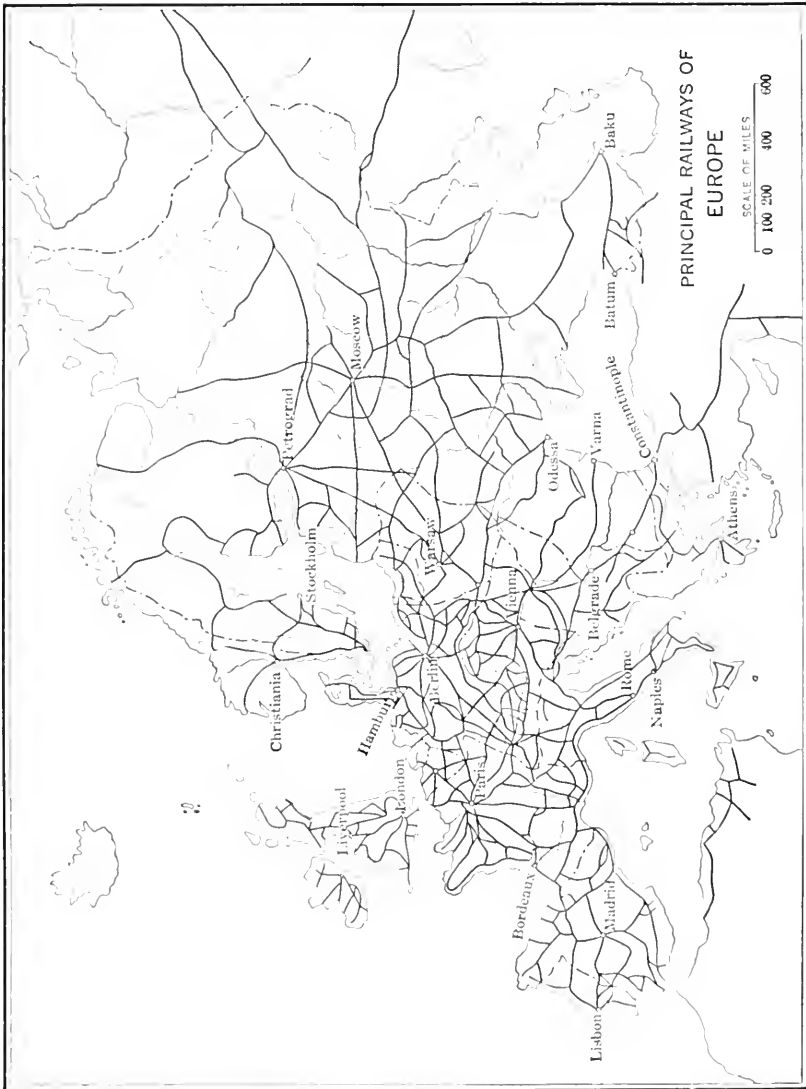 PRINCIPAL RAILWAYS OF
EUROPE
SCALE OF MILES
0 100 200 400 600
Christiania
Stockholm
Petrograd
Moscow
Hamburg
Liverpool
London
Berlin
Warsaw
Paris
Vienna
Odessa
Bordeaux
Belgrade
Varna
Batum
Baku
Madrid
Lisbon
Rome
Naples
Constantinople
Athens